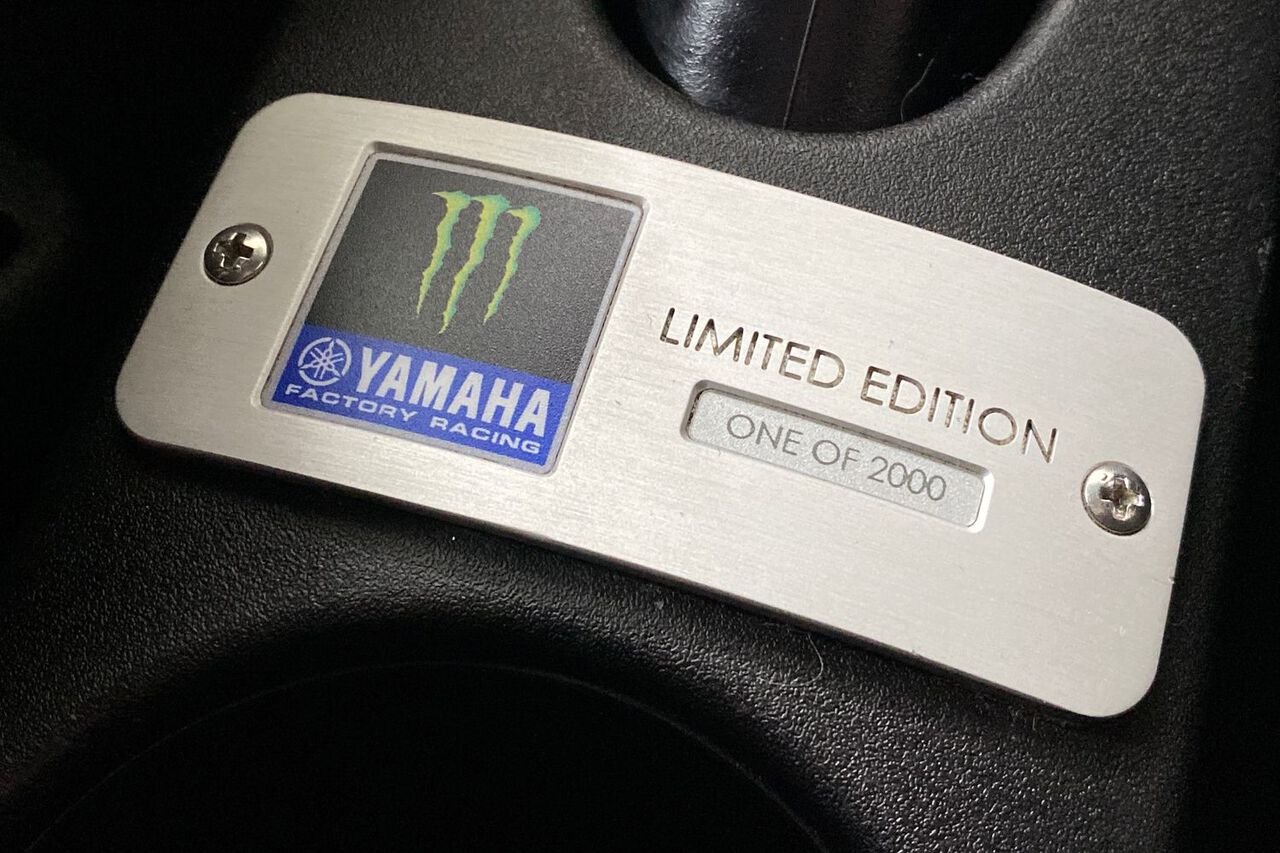 YAMAHA
FACTORY RACING
LIMITED EDITION
ONE OF 2000